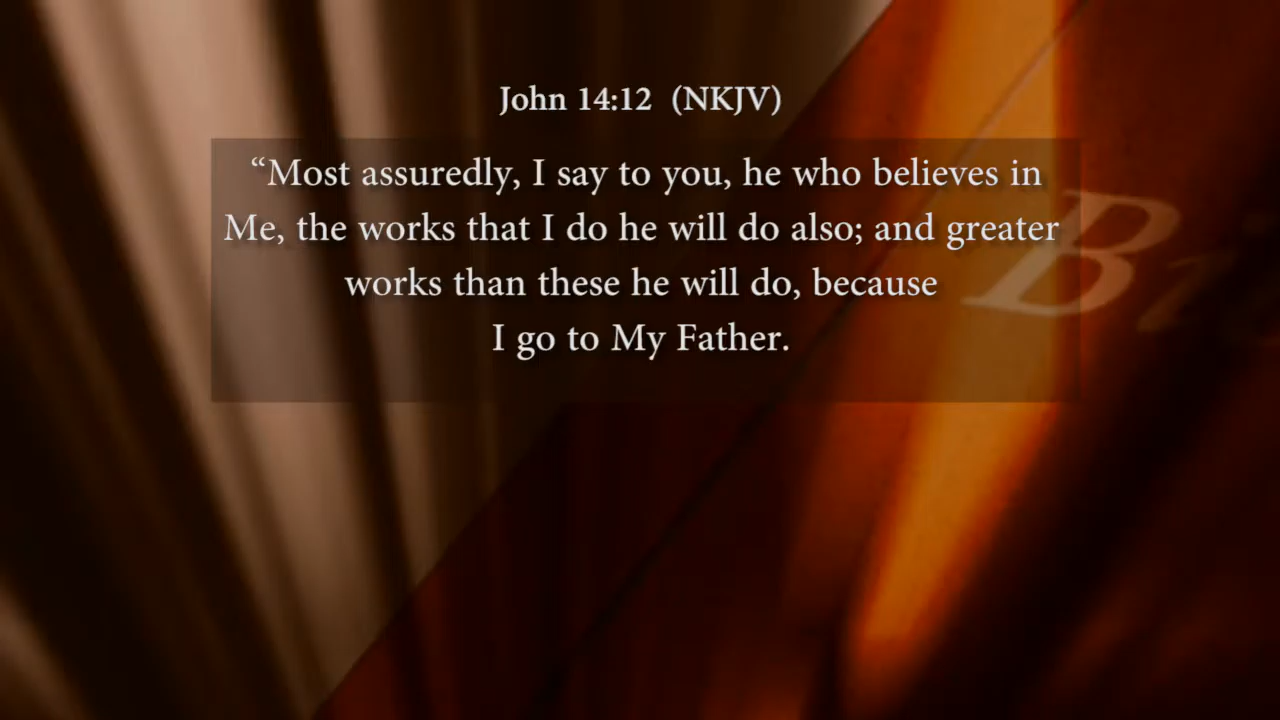 John 14:12 (NKJV)
“Most assuredly, I say to you, he who believes in
Me, the works that I do he will do also; and greater
works than these he will do, because
I go to My Father.